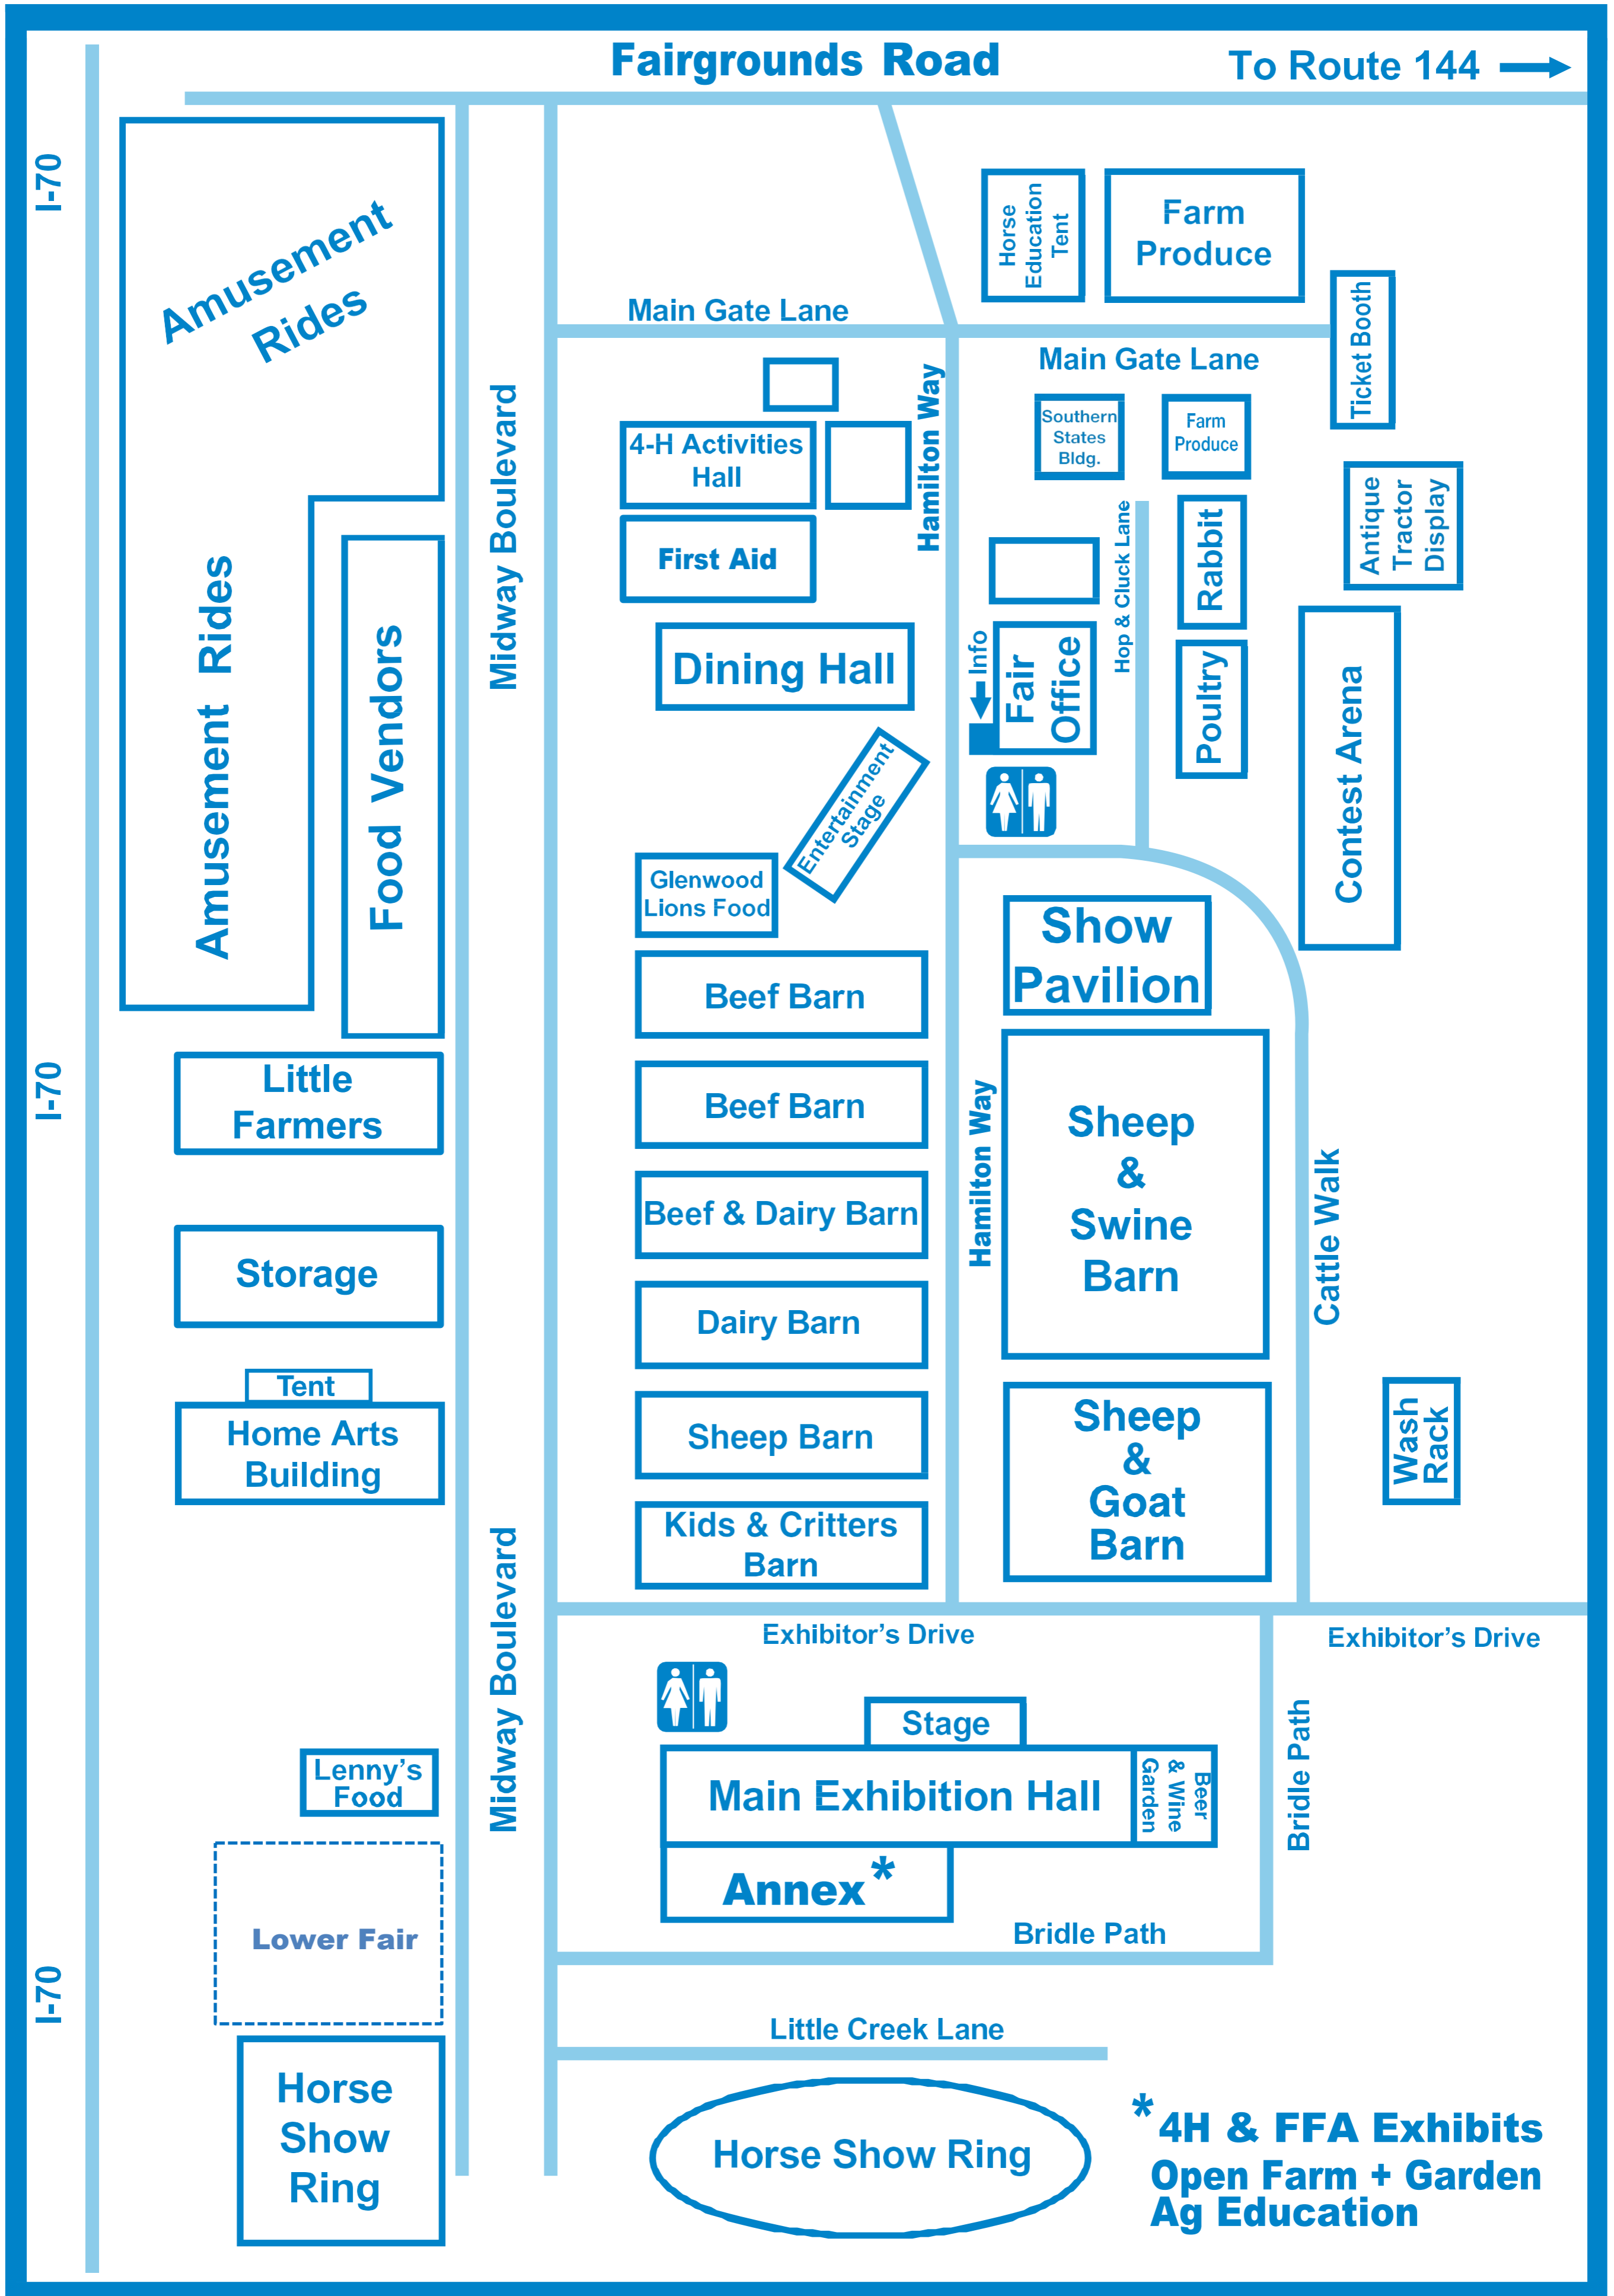 Fairgrounds Road
To Route 144
I-70
Amusement
Rides
Horse
Education
Tent
Farm
Produce
Ticket Booth
Main Gate Lane
Main Gate Lane
Hamilton Way
Midway Boulevard
4-H Activities
Hall
Southern
States
Bldg.
Farm
Produce
Antique
Tractor
Display
First Aid
Hop & Cluck Lane
Rabbit
Amusement Rides
Food Vendors
Dining Hall
Info
Fair
Office
Poultry
Contest Arena
Entertainment
Stage
Glenwood
Lions Food
Show
Pavilion
Beef Barn
I-70
Little
Farmers
Beef Barn
Hamilton Way
Sheep
&
Swine
Barn
Cattle Walk
Beef & Dairy Barn
Storage
Dairy Barn
Tent
Home Arts
Building
Sheep Barn
Sheep
&
Goat
Barn
Wash
Rack
Kids & Critters
Barn
Midway Boulevard
Exhibitor’s Drive
Exhibitor’s Drive
Stage
Lenny’s
Food
Main Exhibition Hall
Beer
& Wine
Garden
Bridle Path
Annex*
Lower Fair
Bridle Path
I-70
Little Creek Lane
Horse
Show
Ring
Horse Show Ring
*4H & FFA Exhibits
Open Farm + Garden
Ag Education